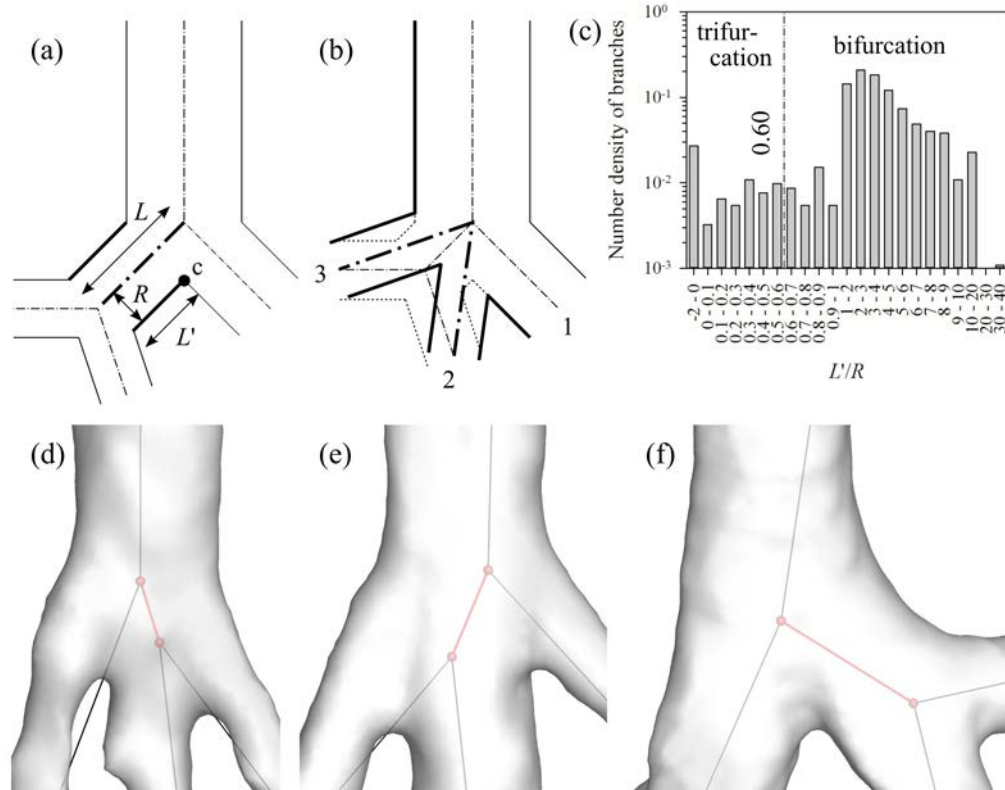 (a)
L
R
c
L'
(b)
3
2
1
(c)
Number density of branches
10^0
10^-1
10^-2
10^-3
trifur-
cation
0.60
bifurcation
-2 - 0
0 - 0.1
0.1 - 0.2
0.2 - 0.3
0.3 - 0.4
0.4 - 0.5
0.5 - 0.6
0.6 - 0.7
0.7 - 0.8
0.8 - 0.9
0.9 - 1
1 - 2
2 - 3
3 - 4
4 - 5
5 - 6
6 - 7
7 - 8
8 - 9
9 - 10
10 - 20
20 - 30
30 - 40
L'/R
(d)
(e)
(f)